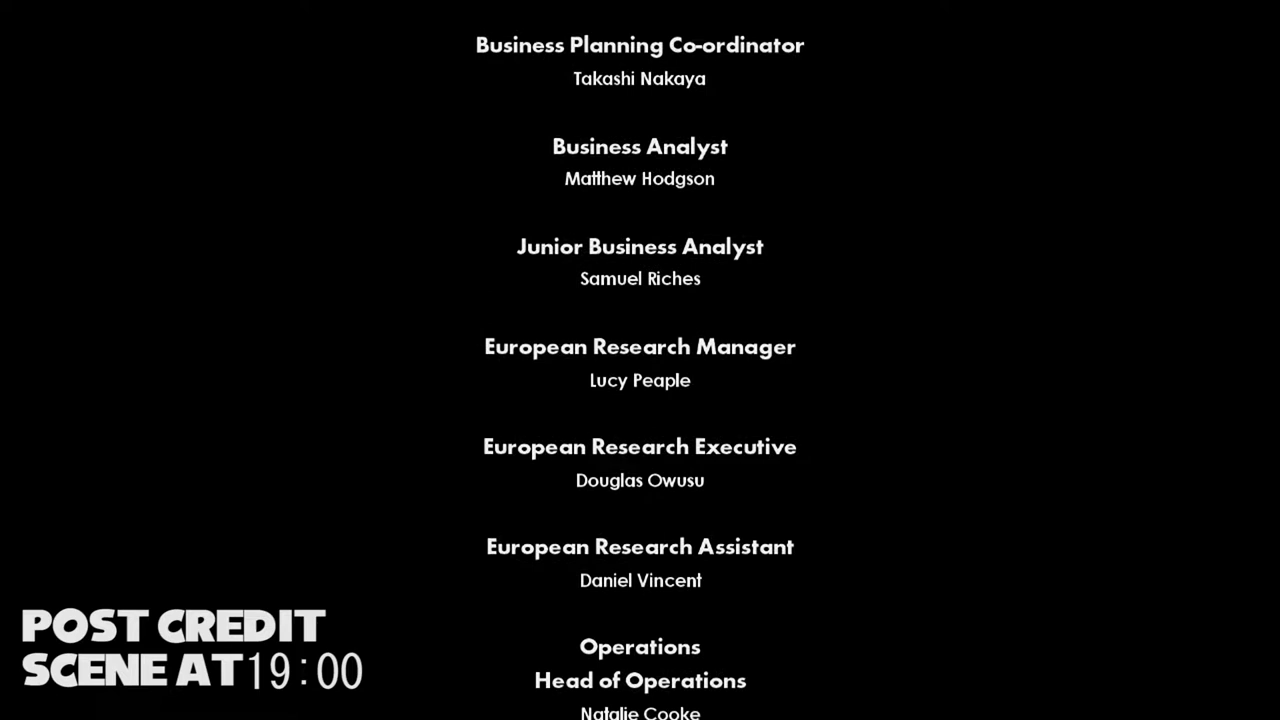 Business Planning Co-ordinator
Takashi Nakaya
Business Analyst
Matthew Hodgson
Junior Business Analyst
Samuel Riches
European Research Manager
Lucy Peaple
European Research Executive
Douglas Owusu
European Research Assistant
Daniel Vincent
Operations
Head of Operations
Natalie Cooke
POST CREDIT
SCENE AT 19:00